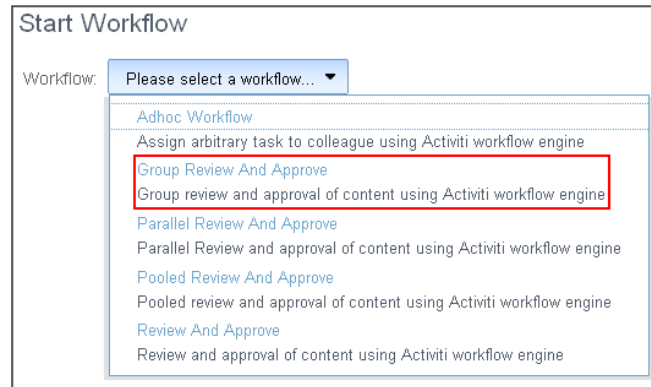 Start Workflow
Workflow: Please select a workflow...
Adhoc Workflow
Assign arbitrary task to colleague using Activiti workflow engine
Group Review And Approve
Group review and approval of content using Activiti workflow engine
Parallel Review And Approve
Parallel Review and approval of content using Activiti workflow engine
Pooled Review And Approve
Pooled review and approval of content using Activiti workflow engine
Review And Approve
Review and approval of content using Activiti workflow engine